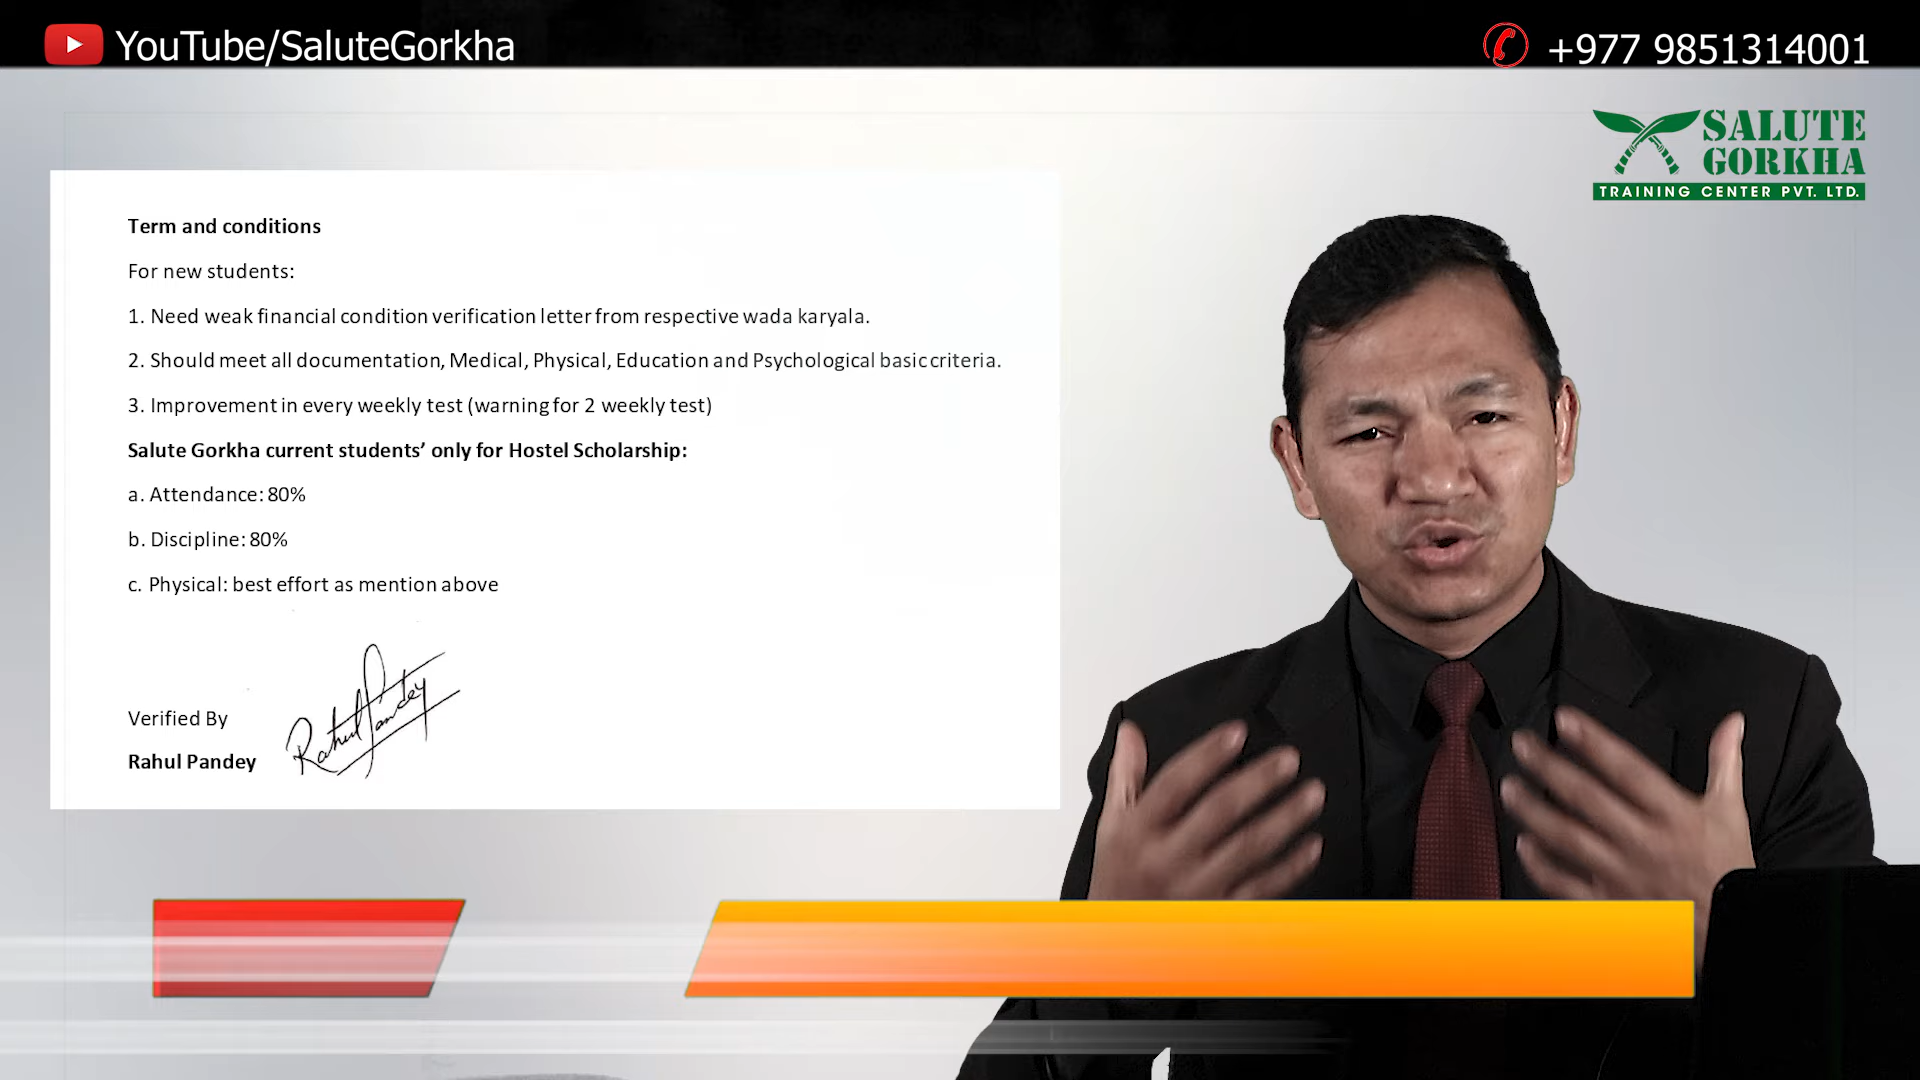 YouTube/SaluteGorkha
+977 9851314001
SALUTE
GORKHA
TRAINING CENTER PVT. LTD.
Term and conditions
For new students:
1. Need weak financial condition verification letter from respective wada karyala.
2. Should meet all documentation, Medical, Physical, Education and Psychological basic criteria.
3. Improvement in every weekly test (warning for 2 weekly test)
Salute Gorkha current students’ only for Hostel Scholarship:
a. Attendance: 80%
b. Discipline: 80%
c. Physical: best effort as mention above
Rahul Pandey
Verified By
Rahul Pandey